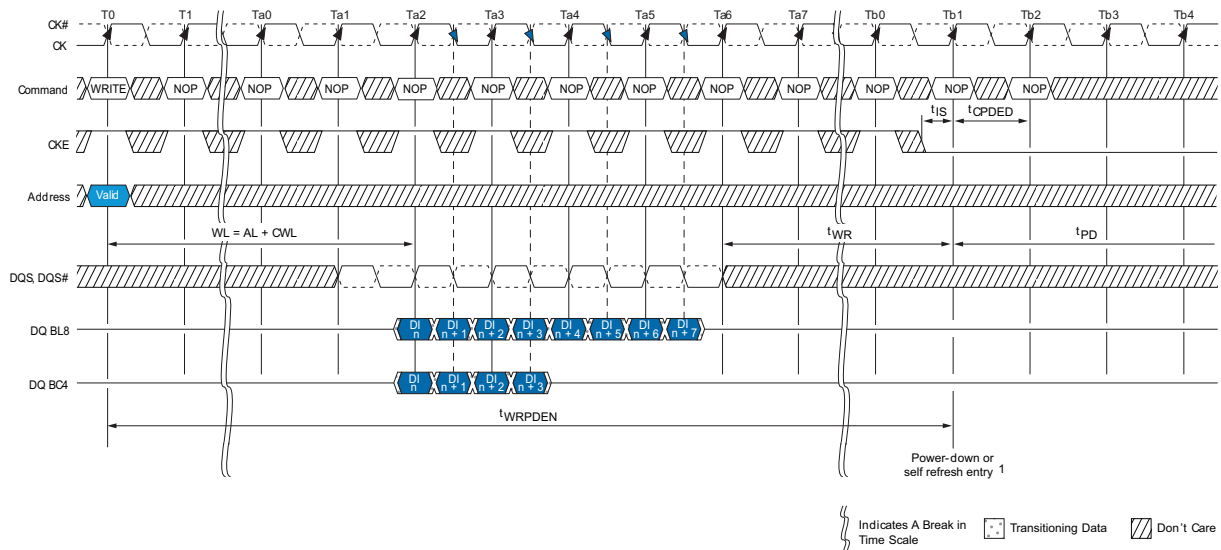 T0 T1 Ta0 Ta1 Ta2 Ta3 Ta4 Ta5 Ta6 Ta7 Tb0 Tb1 Tb2 Tb3 Tb4
CK#
CK
Command WRITE NOP NOP NOP NOP NOP NOP NOP NOP NOP NOP NOP NOP
tIS tCPDED
CKE
Address Valid
WL = AL + CWL tWR tPD
DQS, DQS#
DQ BL8 DI n DI n + 1 DI n + 2 DI n + 3 DI n + 4 DI n + 5 DI n + 6 DI n + 7
DQ BC4 DI n DI n + 1 DI n + 2 DI n + 3
tWRPDEN
Power-down or
self refresh entry 1
Indicates A Break in
Time Scale
Transitioning Data
Don't Care